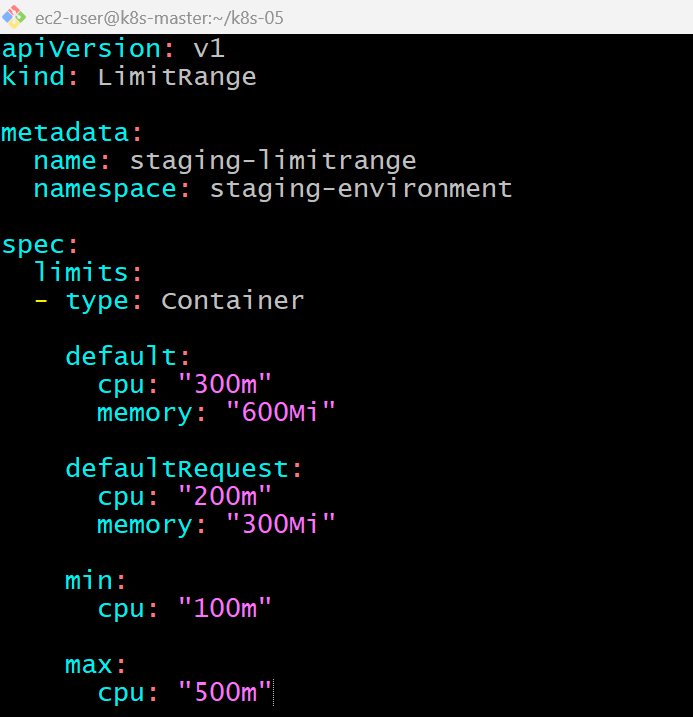 ec2-user@k8s-master:~/k8s-05
apiVersion: v1
kind: LimitRange
metadata:
  name: staging-limitrange
  namespace: staging-environment
spec:
  limits:
  - type: Container
    default:
      cpu: "300m"
      memory: "600Mi"
    defaultRequest:
      cpu: "200m"
      memory: "300Mi"
    min:
      cpu: "100m"
    max:
      cpu: "500m"